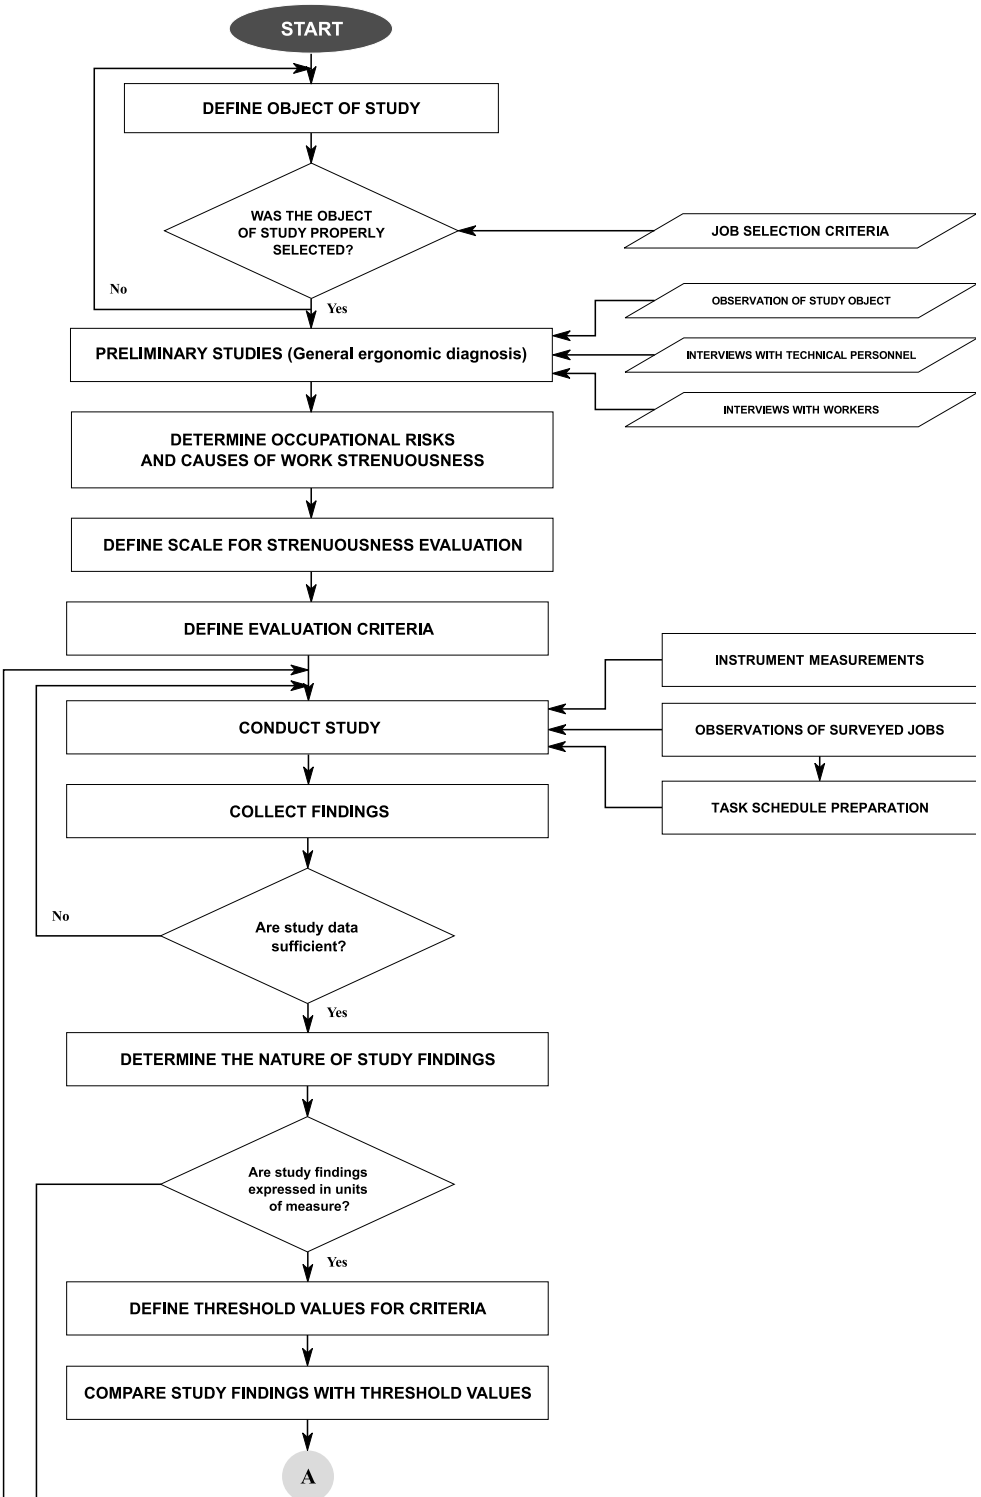 START
DEFINE OBJECT OF STUDY
WAS THE OBJECT
OF STUDY PROPERLY
SELECTED?
JOB SELECTION CRITERIA
No
Yes
OBSERVATION OF STUDY OBJECT
PRELIMINARY STUDIES (General ergonomic diagnosis)
INTERVIEWS WITH TECHNICAL PERSONNEL
INTERVIEWS WITH WORKERS
DETERMINE OCCUPATIONAL RISKS
AND CAUSES OF WORK STRENUOUSNESS
DEFINE SCALE FOR STRENUOUSNESS EVALUATION
DEFINE EVALUATION CRITERIA
INSTRUMENT MEASUREMENTS
CONDUCT STUDY
OBSERVATIONS OF SURVEYED JOBS
COLLECT FINDINGS
TASK SCHEDULE PREPARATION
No
Are study data
sufficient?
Yes
DETERMINE THE NATURE OF STUDY FINDINGS
Are study findings
expressed in units
of measure?
Yes
DEFINE THRESHOLD VALUES FOR CRITERIA
COMPARE STUDY FINDINGS WITH THRESHOLD VALUES
A